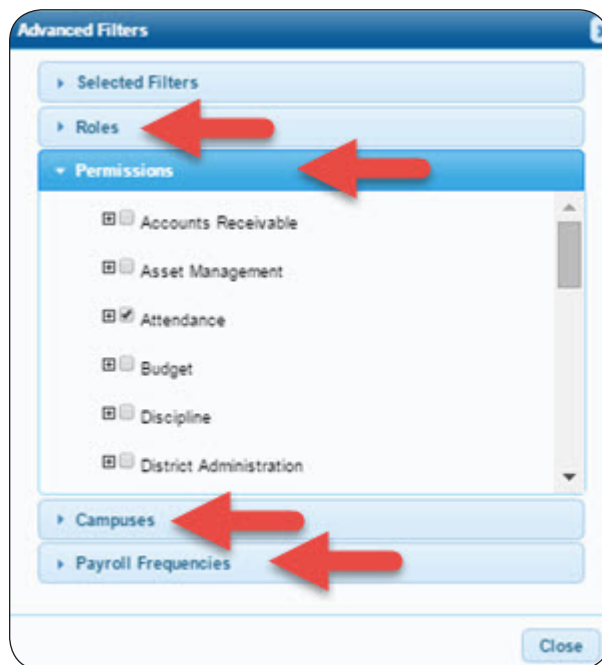 Advanced Filters
Selected Filters
Roles
Permissions
Accounts Receivable
Asset Management
Attendance
Budget
Discipline
District Administration
Campuses
Payroll Frequencies
Close